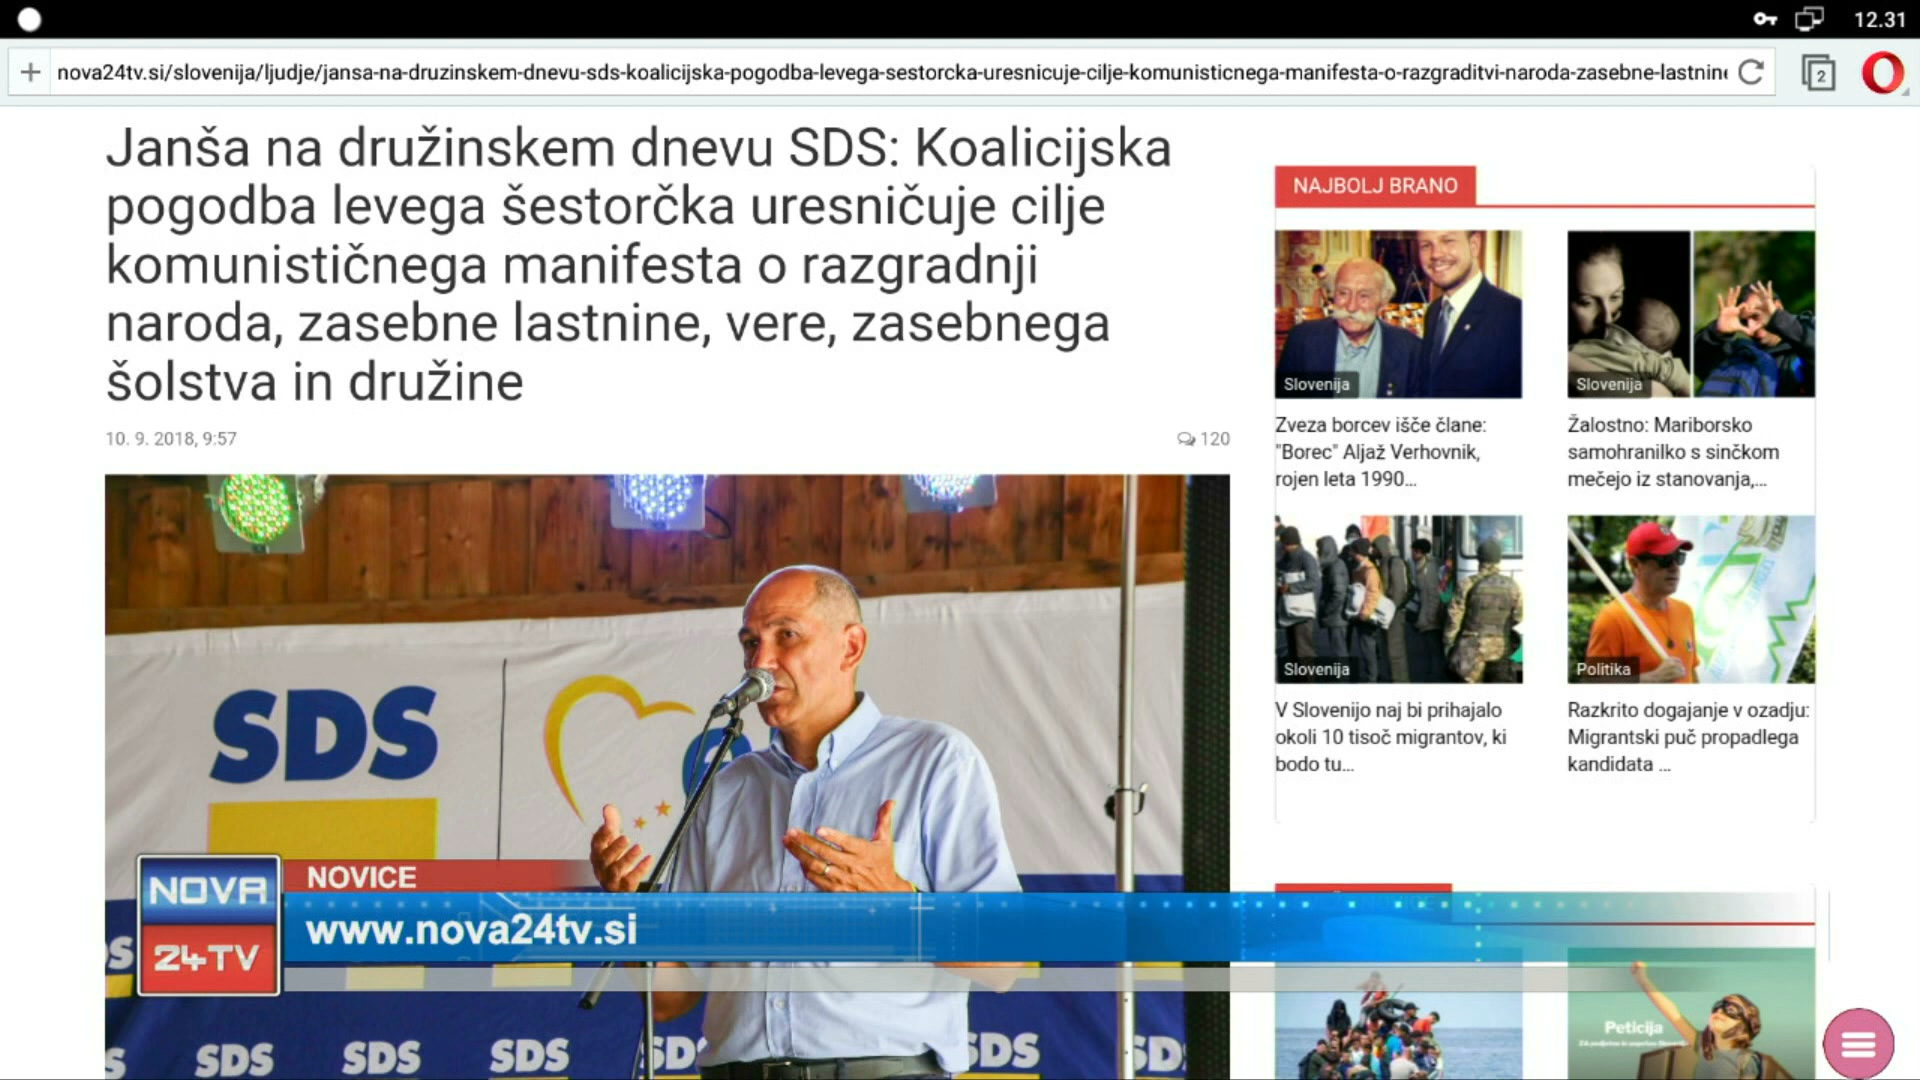 12.31
nova24tv.si/slovenija/ljudje/jansa-na-druzinskem-dnevu-sds-koalicijska-pogodba-levega-sestorcka-uresnicuje-cilje-komunisticnega-manifesta-o-razgraditvi-naroda-zasebne-lastnine
2
Janša na družinskem dnevu SDS: Koalicijska
pogodba levega šestorčka uresničuje cilje
komunističnega manifesta o razgradnji
naroda, zasebne lastnine, vere, zasebnega
šolstva in družine
10. 9. 2018, 9:57
120
SDS
NOVA
24TV
NOVICE
www.nova24tv.si
SDS
SDS
SDS
SDS
NAJBOLJ BRANO
Slovenija
Zveza borcev išče člane:
"Borec" Aljaž Verhovnik,
rojen leta 1990...
Slovenija
Žalostno: Mariborsko
samohranilko s sinčkom
mečejo iz stanovanja,...
Slovenija
V Slovenijo naj bi prihajalo
okoli 10 tisoč migrantov, ki
bodo tu...
Politika
Razkrito dogajanje v ozadju:
Migrantski puč propadlega
kandidata ...
Peticija